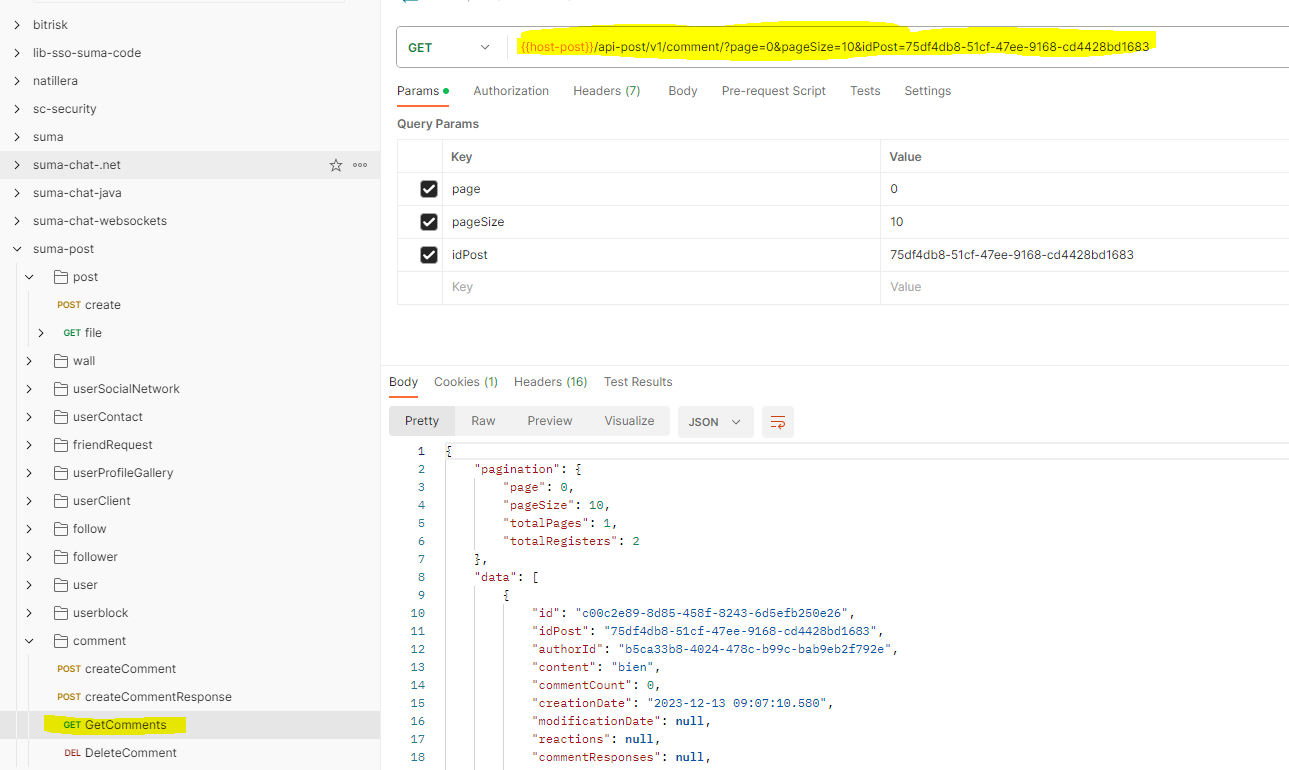 bitrisk
lib-sso-suma-code
natillera
sc-security
suma
suma-chat-.net
suma-chat-java
suma-chat-websockets
suma-post
post
POST create
GET file
wall
userSocialNetwork
userContact
friendRequest
userProfileGallery
userClient
follow
follower
user
userblock
comment
POST createComment
POST createCommentResponse
GET GetComments
DEL DeleteComment
GET {{host-post}}/api-post/v1/comment/?page=0&pageSize=10&idPost=75df4db8-51cf-47ee-9168-cd4428bd1683
Params Authorization Headers (7) Body Pre-request Script Tests Settings
Query Params
Key Value
page 0
pageSize 10
idPost 75df4db8-51cf-47ee-9168-cd4428bd1683
Key Value
Body Cookies (1) Headers (16) Test Results
Pretty Raw Preview Visualize JSON
1 {
2 "pagination": {
3 "page": 0,
4 "pageSize": 10,
5 "totalPages": 1,
6 "totalRegisters": 2
7 },
8 "data": [
9 {
10 "id": "c00c2e89-8d85-458f-8243-6d5efb250e26",
11 "idPost": "75df4db8-51cf-47ee-9168-cd4428bd1683",
12 "authorId": "b5ca33b8-4024-478c-b99c-bab9eb2f792e",
13 "content": "bien",
14 "commentCount": 0,
15 "creationDate": "2023-12-13 09:07:10.580",
16 "modificationDate": null,
17 "reactions": null,
18 "commentResponses": null,